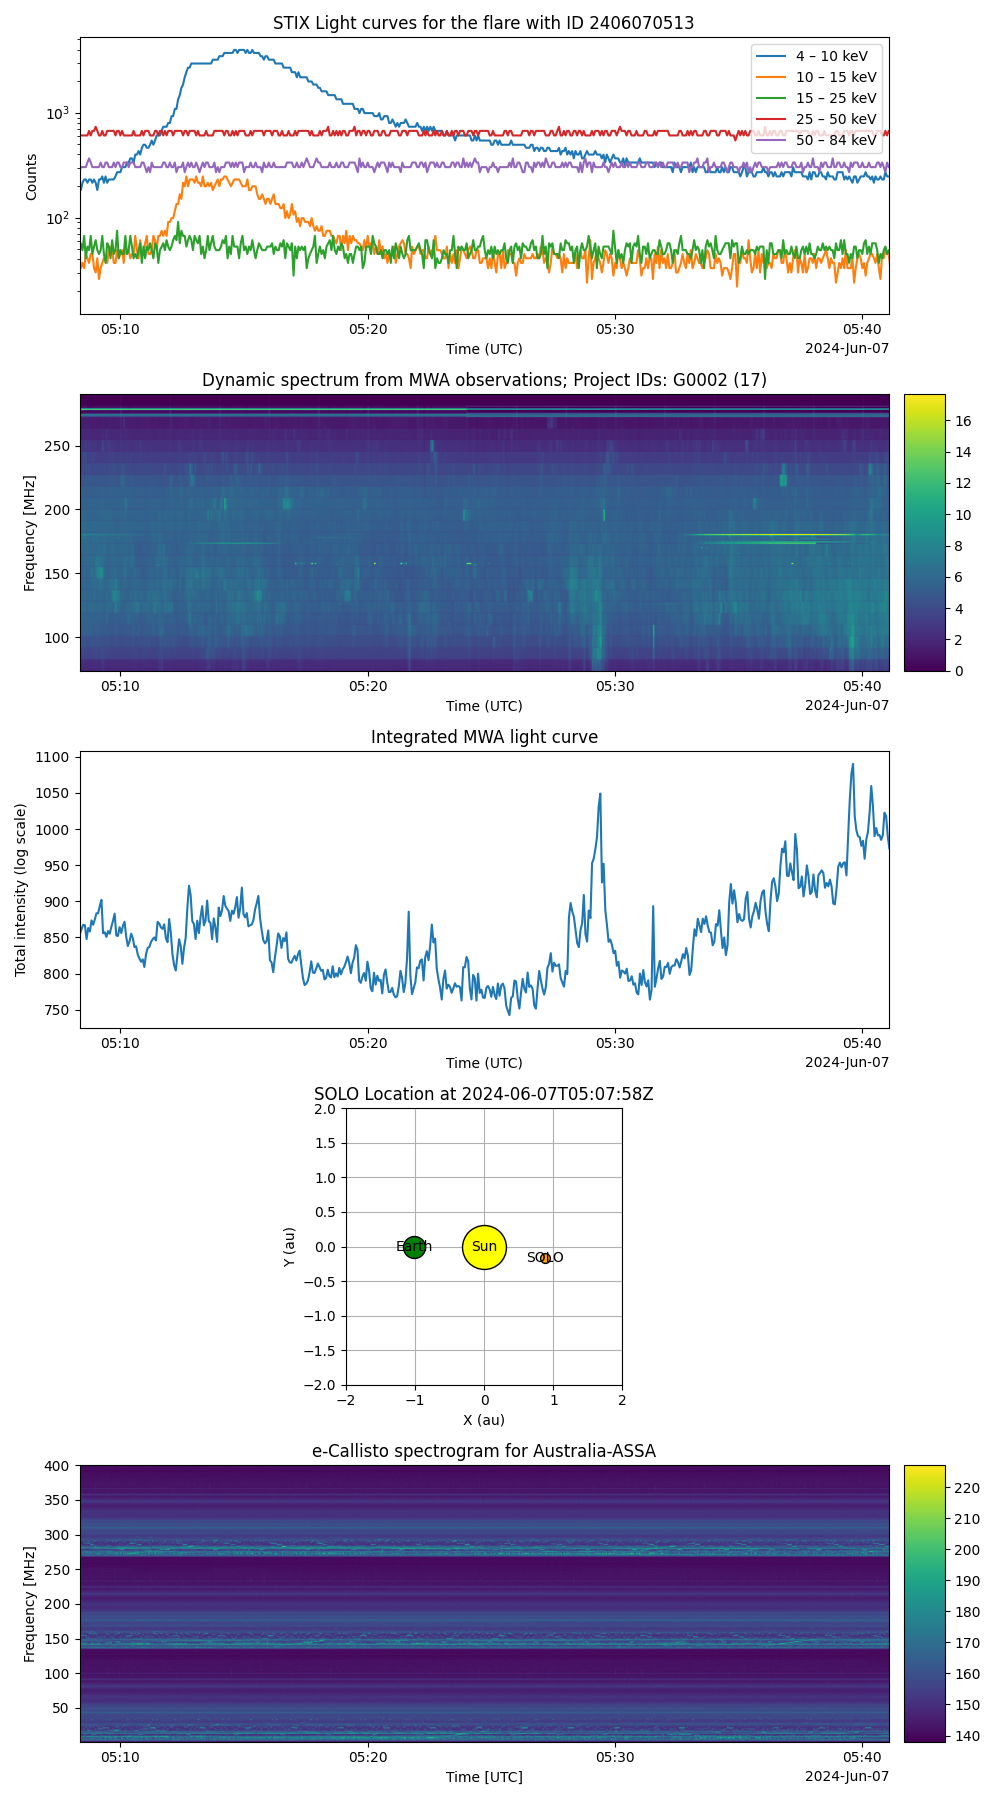 STIX Light curves for the flare with ID 2406070513
Counts
10³
10²
4 – 10 keV
10 – 15 keV
15 – 25 keV
25 – 50 keV
50 – 84 keV
05:10 05:20 05:30 05:40
Time (UTC)
2024-Jun-07
Dynamic spectrum from MWA observations; Project IDs: G0002 (17)
Frequency [MHz]
250
200
150
100
16
14
12
10
8
6
4
2
0
05:10 05:20 05:30 05:40
Time (UTC)
2024-Jun-07
Integrated MWA light curve
Total intensity (log scale)
1100
1050
1000
950
900
850
800
750
05:10 05:20 05:30 05:40
Time (UTC)
2024-Jun-07
SOLO Location at 2024-06-07T05:07:58Z
Y (au)
2.0
1.5
1.0
0.5
0.0
−0.5
−1.0
−1.5
−2.0
Earth
Sun
SOLO
−2 −1 0 1 2
X (au)
e-Callisto spectrogram for Australia-ASSA
Frequency [MHz]
400
350
300
250
200
150
100
50
220
210
200
190
180
170
160
150
140
05:10 05:20 05:30 05:40
Time [UTC]
2024-Jun-07